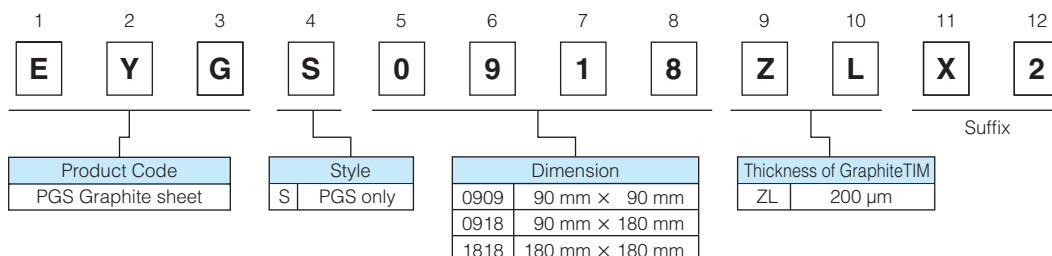 1 2 3 4 5 6 7 8 9 10 11 12
E Y G S 0 9 1 8 Z L X 2
Suffix
Product Code
PGS Graphite sheet
Style
S PGS only
Dimension
0909 90 mm × 90 mm
0918 90 mm × 180 mm
1818 180 mm × 180 mm
Thickness of GraphiteTIM
ZL 200 μm